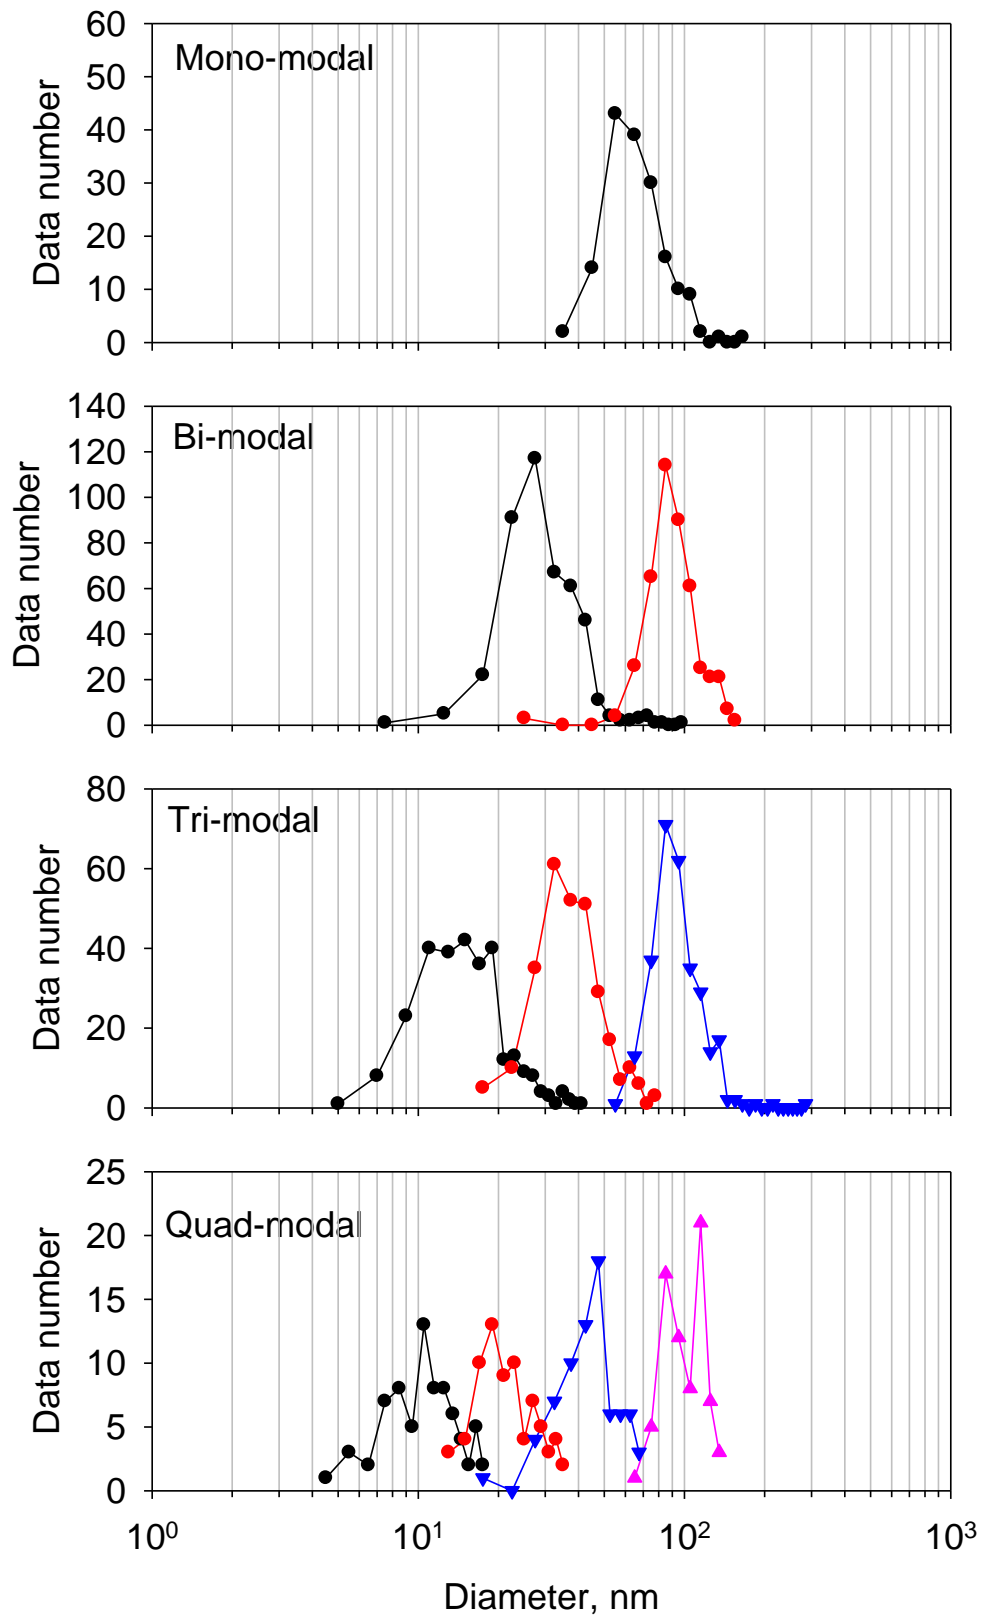 60
Mono-modal
50
40
30
20
10
0
Data number
140
Bi-modal
120
100
80
60
40
20
0
Data number
80
Tri-modal
60
40
20
0
Data number
25
Quad-modal
20
15
10
5
0
Data number
10⁰ 10¹ 10² 10³
Diameter, nm